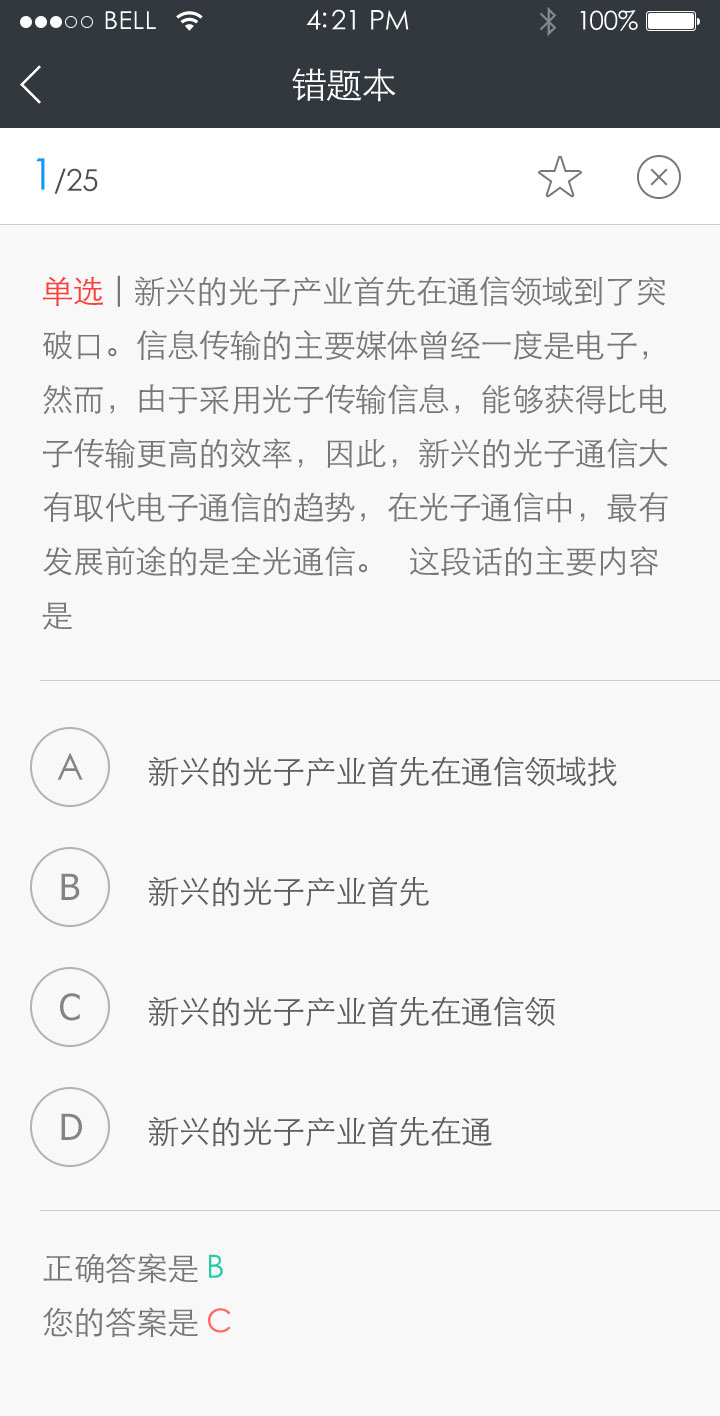 BELL 4:21 PM 100%
错题本
1/25
单选 | 新兴的光子产业首先在通信领域到了突
破口。信息传输的主要媒体曾经一度是电子，
然而，由于采用光子传输信息，能够获得比电
子传输更高的效率，因此，新兴的光子通信大
有取代电子通信的趋势，在光子通信中，最有
发展前途的是全光通信。 这段话的主要内容
是
A 新兴的光子产业首先在通信领域找
B 新兴的光子产业首先
C 新兴的光子产业首先在通信领
D 新兴的光子产业首先在通
正确答案是 B
您的答案是 C